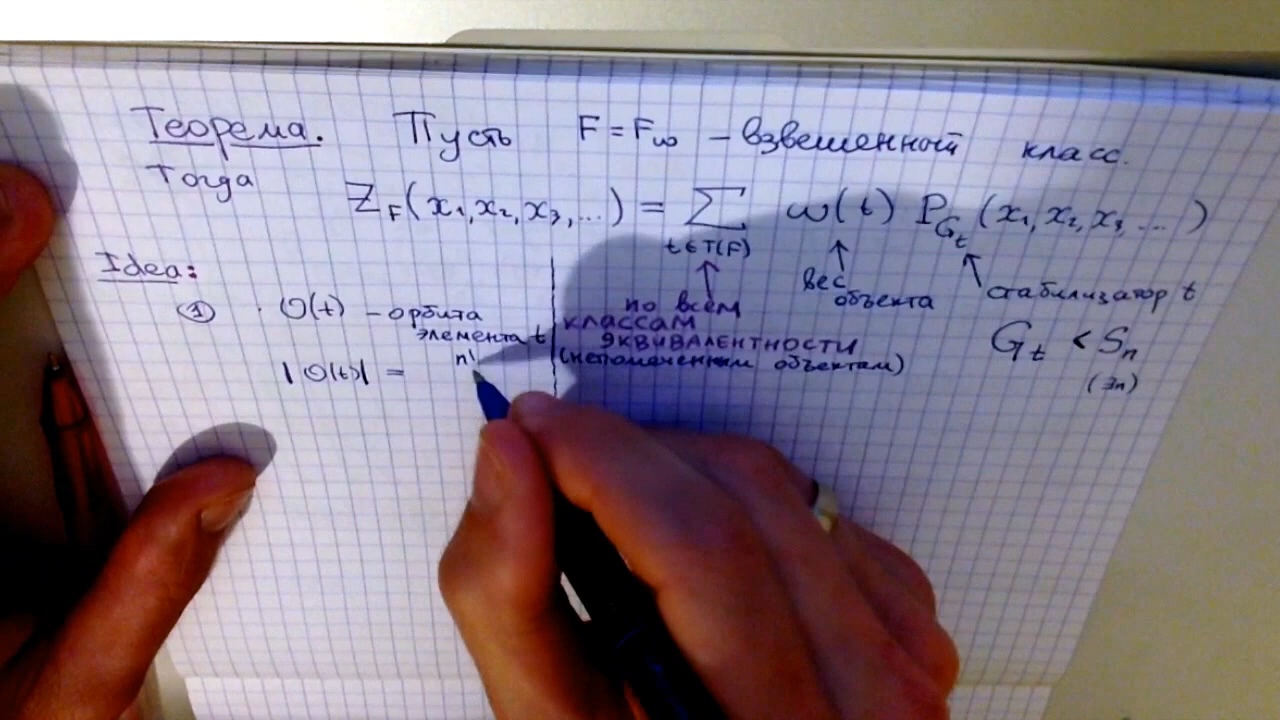 Теорема. Пусть F = F_ω – взвешенный класс.
Тогда
Z_F(x₁, x₂, x₃, ...) = Σ ω(t) P_{G_t}(x₁, x₂, x₃, ...)
t ∈ T(F)
↑ по всем классам эквивалентности (непомеченным объектам)
↑ вес объекта
↖ стабилизатор t
G_t < S_n
(∃n)
Idea:
① · O(t) – орбита
элемента t
|O(t)| = n!